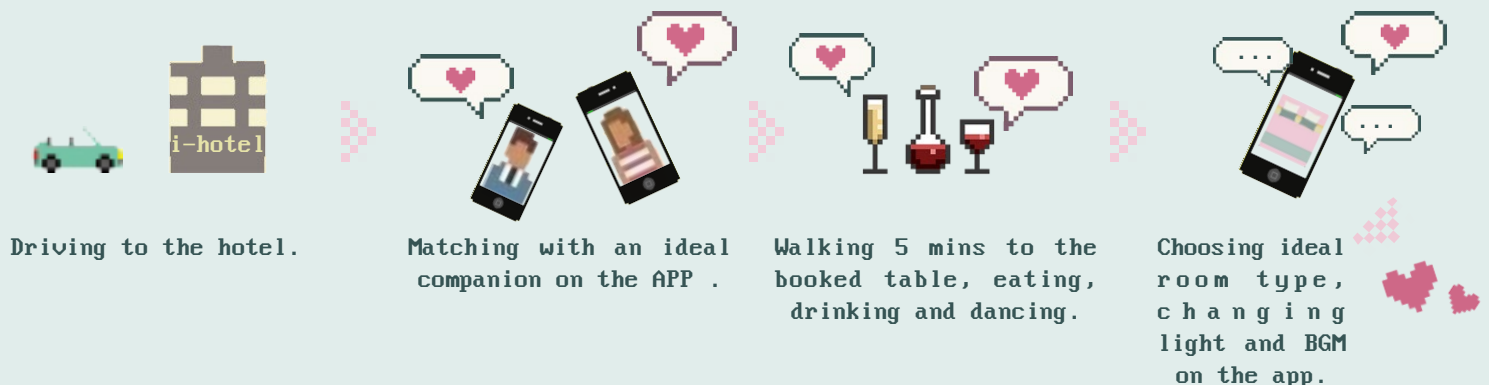 i-hotel
Driving to the hotel.
Matching with an ideal
companion on the APP .
Walking 5 mins to the
booked table, eating,
drinking and dancing.
...
...
Choosing ideal
room type,
changing
light and BGM
on the app.